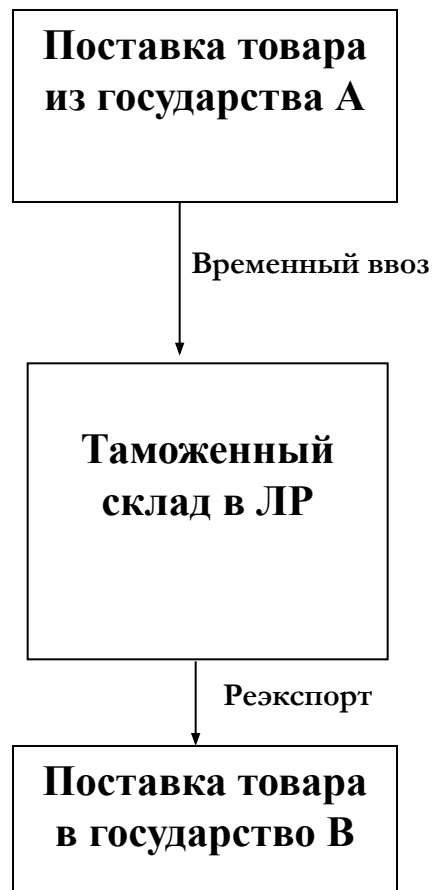 Поставка товара
из государства А
Временный ввоз
Таможенный
склад в ЛР
Реэкспорт
Поставка товара
в государство В